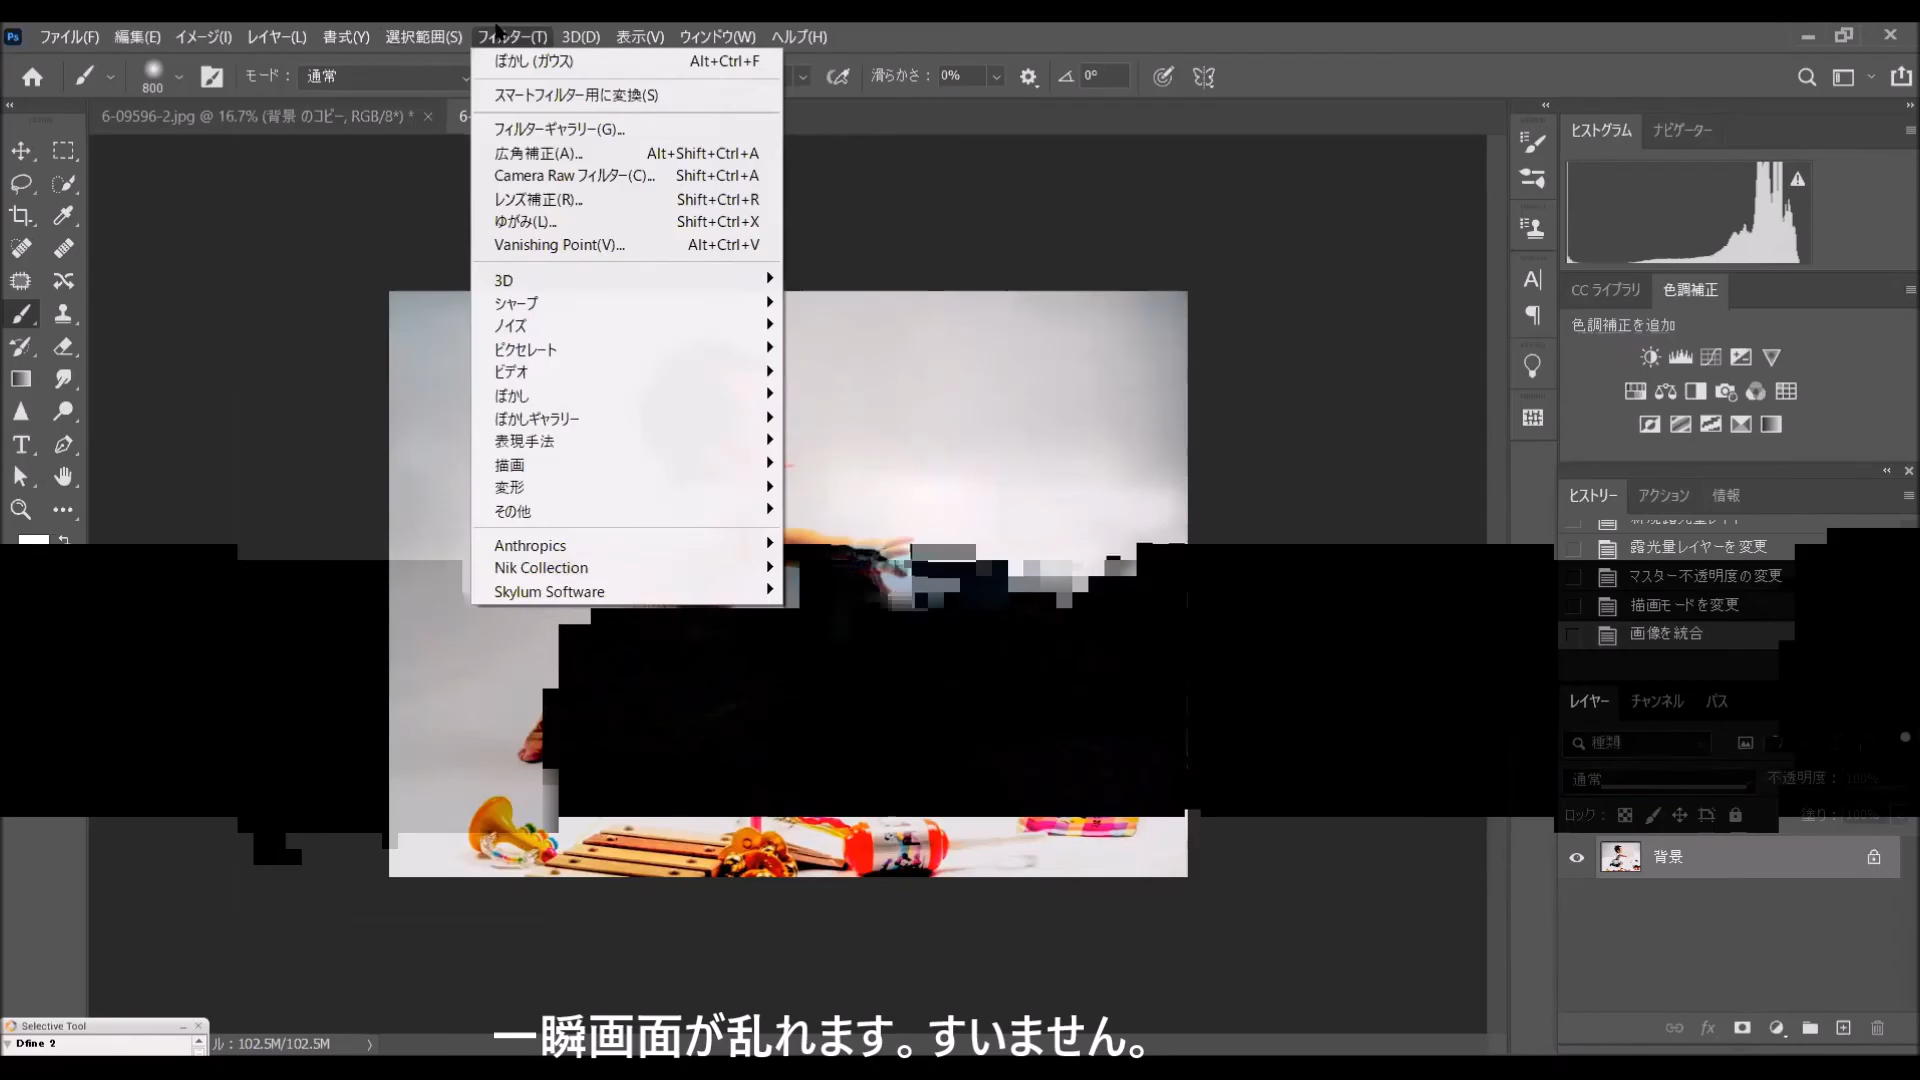 Ps ファイル(F) 編集(E) イメージ(I) レイヤー(L) 書式(Y) 選択範囲(S) フィルター(T) 3D(D) 表示(V) ウィンドウ(W) ヘルプ(H)
800 モード： 通常 滑らかさ： 0% 0°
6-09596-2.jpg @ 16.7% (背景 のコピー, RGB/8*) * × 6-
ぼかし (ガウス) Alt+Ctrl+F
スマートフィルター用に変換(S)
フィルターギャラリー(G)...
広角補正(A)... Alt+Shift+Ctrl+A
Camera Raw フィルター(C)... Shift+Ctrl+A
レンズ補正(R)... Shift+Ctrl+R
ゆがみ(L)... Shift+Ctrl+X
Vanishing Point(V)... Alt+Ctrl+V
3D
シャープ
ノイズ
ピクセレート
ビデオ
ぼかし
ぼかしギャラリー
表現手法
描画
変形
その他
Anthropics
Nik Collection
Skylum Software
ヒストグラム ナビゲーター
CC ライブラリ 色調補正
色調補正を追加
ヒストリー アクション 情報
露光量レイヤーを変更
マスター不透明度の変更
描画モードを変更
画像を統合
レイヤー チャンネル パス
種類
通常 不透明度： 100%
ロック： 塗り： 100%
背景
Selective Tool
Dfine 2
ル：102.5M/102.5M
一瞬画面が乱れます。すいません。